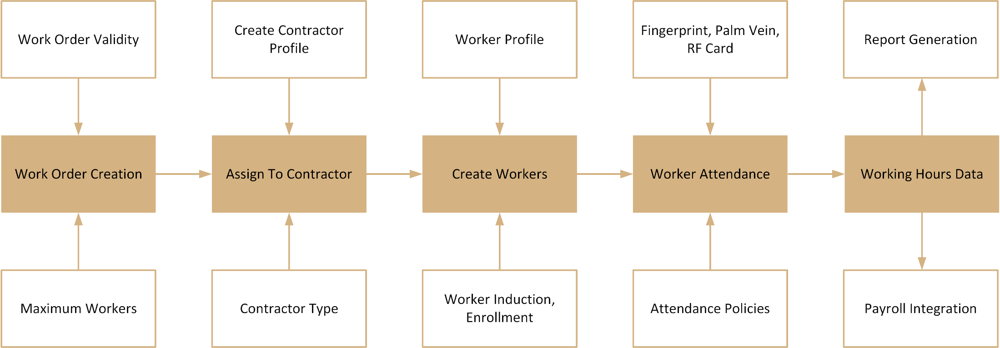 Work Order Validity
Create Contractor
Profile
Worker Profile
Fingerprint, Palm Vein,
RF Card
Report Generation
Work Order Creation
Assign To Contractor
Create Workers
Worker Attendance
Working Hours Data
Maximum Workers
Contractor Type
Worker Induction,
Enrollment
Attendance Policies
Payroll Integration